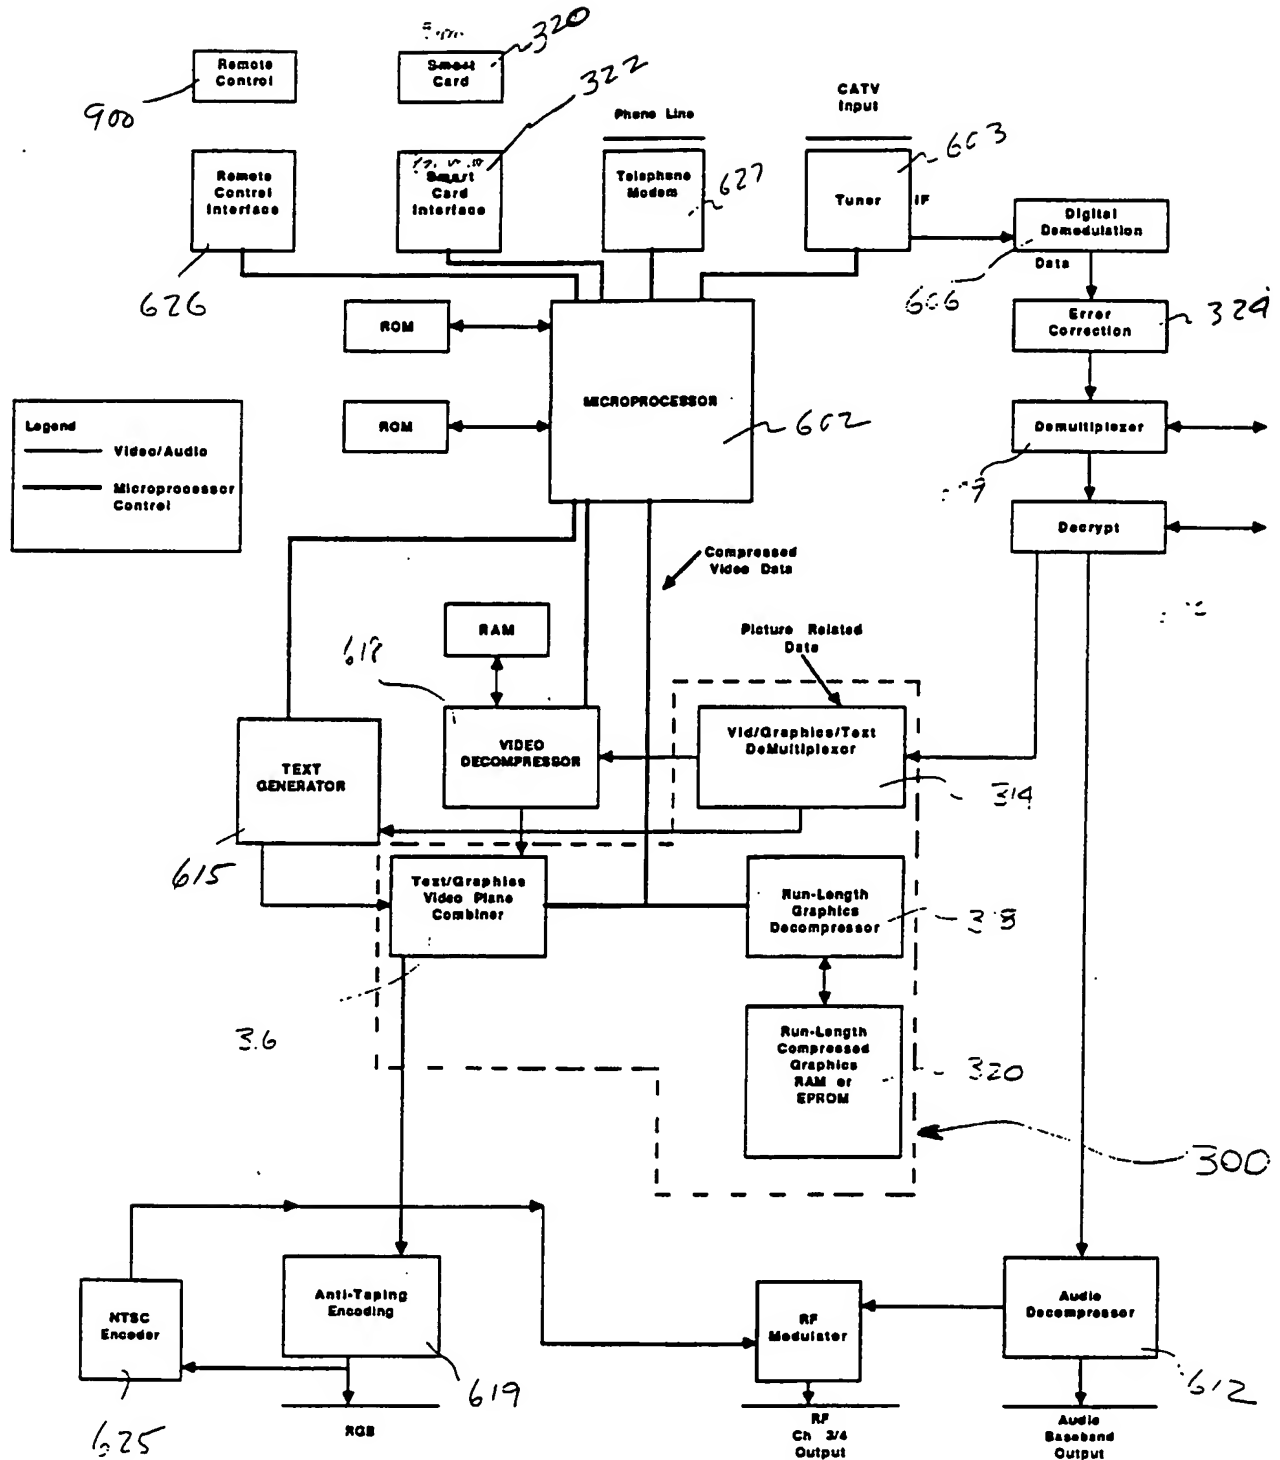 320
Remote
Control
Smart
Card
322
900
Phone Line
CATV
Input
603
Remote
Control
Interface
Smart
Card
Interface
Telephone
Modem
627
Tuner
IF
Digital
Demodulation
626
606
Data
ROM
Error
Correction
324
MICROPROCESSOR
602
ROM
Demultiplexer
Legend
Video/Audio
Microprocessor
Control
Decrypt
Compressed
Video Data
RAM
Picture Related
Data
618
Vid/Graphics/Text
DeMultiplexor
VIDEO
DECOMPRESSOR
TEXT
GENERATOR
314
615
Text/Graphics
Video Plane
Combiner
Run-Length
Graphics
Decompressor
Run-Length
Compressed
Graphics
RAM or
EPROM
320
300
NTSC
Encoder
Anti-Taping
Encoding
RF
Modulator
Audio
Decompressor
619
612
625
RGB
RF
Ch 3/4
Output
Audio
Baseband
Output